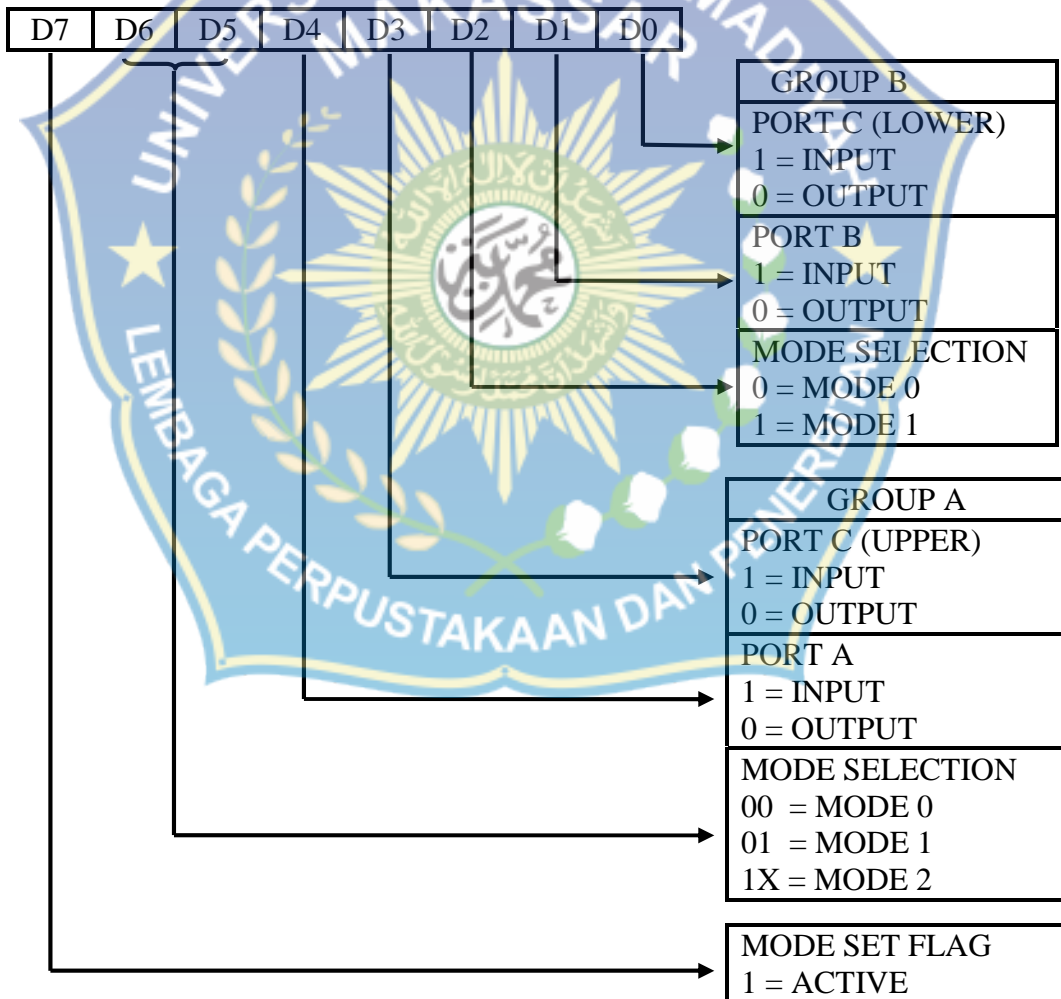 D7 D6 D5 D4 D3 D2 D1 D0
GROUP B
PORT C (LOWER)
1 = INPUT
0 = OUTPUT
PORT B
1 = INPUT
0 = OUTPUT
MODE SELECTION
0 = MODE 0
1 = MODE 1
GROUP A
PORT C (UPPER)
1 = INPUT
0 = OUTPUT
PORT A
1 = INPUT
0 = OUTPUT
MODE SELECTION
00 = MODE 0
01 = MODE 1
1X = MODE 2
MODE SET FLAG
1 = ACTIVE
MAKASSAR
LEMBAGA PERPUSTAKAAN DAN PENERBITAN